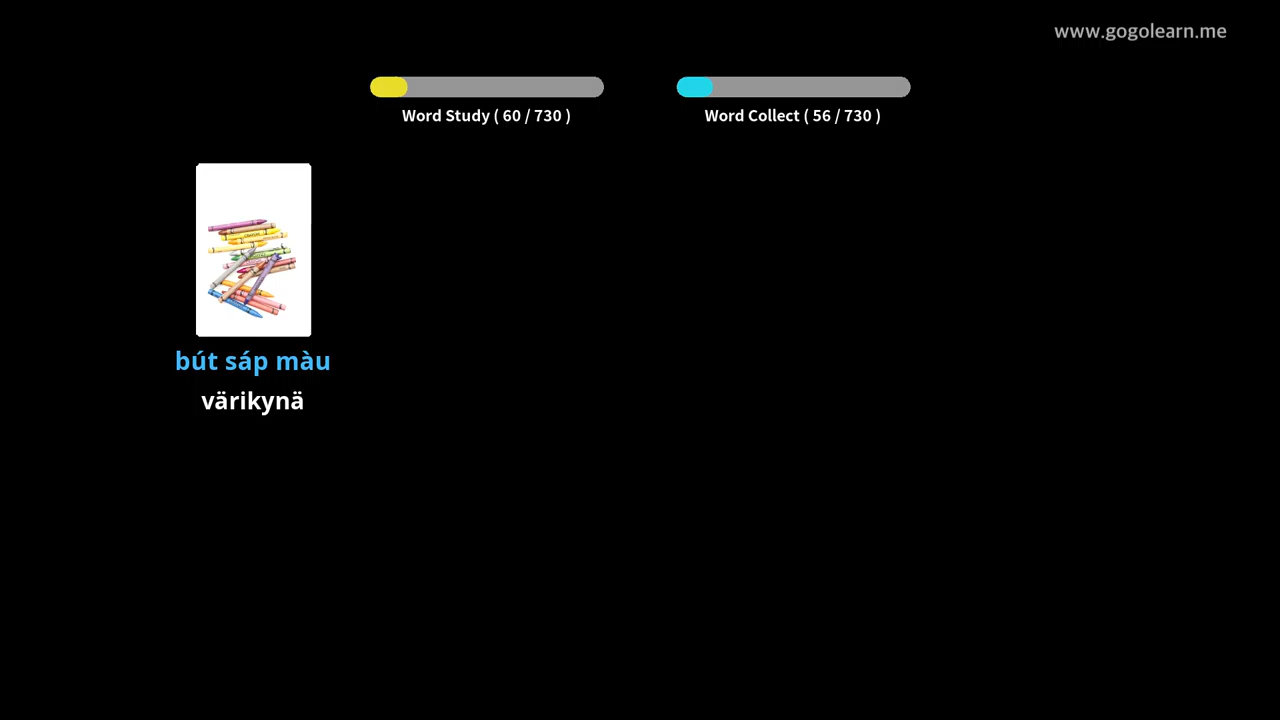 www.gogolearn.me
Word Study ( 60 / 730 )
Word Collect ( 56 / 730 )
bút sáp màu
värikynä